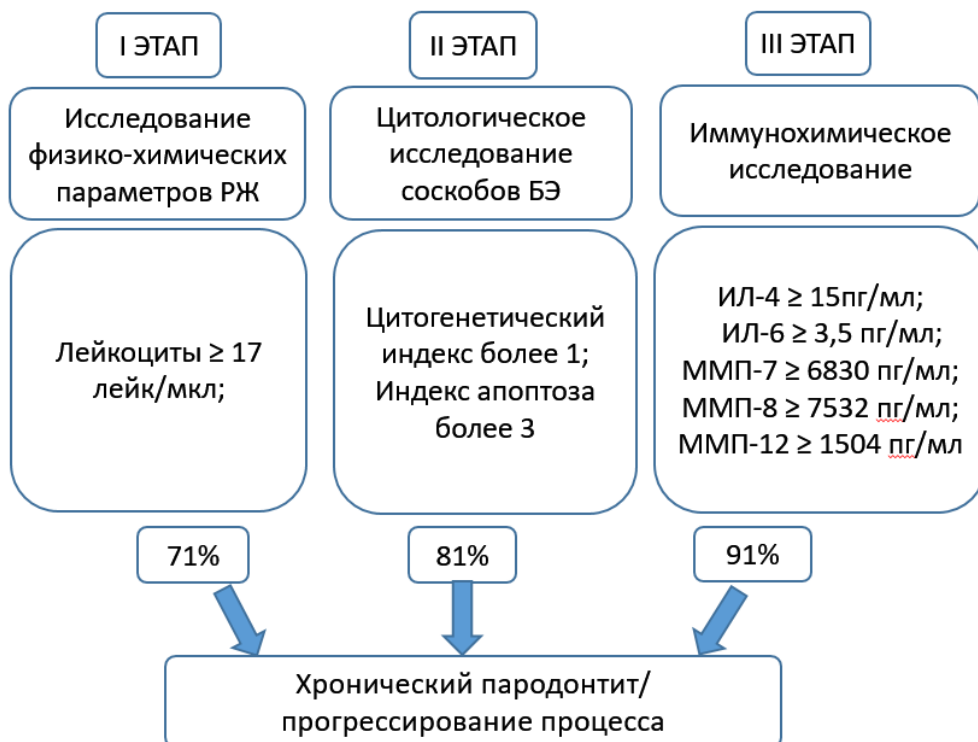 I ЭТАП
II ЭТАП
III ЭТАП
Исследование
физико-химических
параметров РЖ
Цитологическое
исследование
соскобов БЭ
Иммунохимическое
исследование
Лейкоциты ≥ 17
лейк/мкл;
Цитогенетический
индекс более 1;
Индекс апоптоза
более 3
ИЛ-4 ≥ 15пг/мл;
ИЛ-6 ≥ 3,5 пг/мл;
ММП-7 ≥ 6830 пг/мл;
ММП-8 ≥ 7532 пг/мл;
ММП-12 ≥ 1504 пг/мл
71%
81%
91%
Хронический пародонтит/
прогрессирование процесса